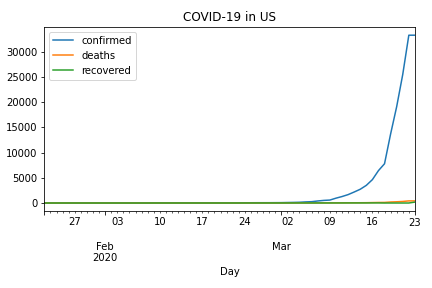 COVID-19 in US
confirmed
deaths
recovered
30000
25000
20000
15000
10000
5000
0
27 03 10 17 24 02 09 16 23
Feb Mar
2020
Day